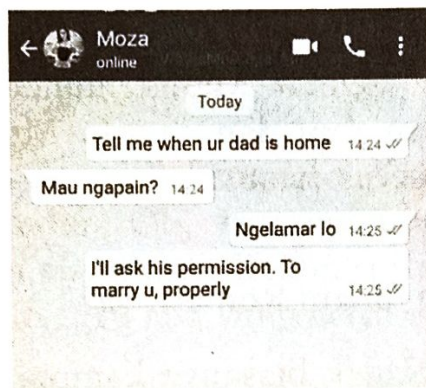 Moza
online
Today
Tell me when ur dad is home 14:24
Mau ngapain? 14:24
Ngelamar lo 14:25
I'll ask his permission. To
marry u, properly 14:25